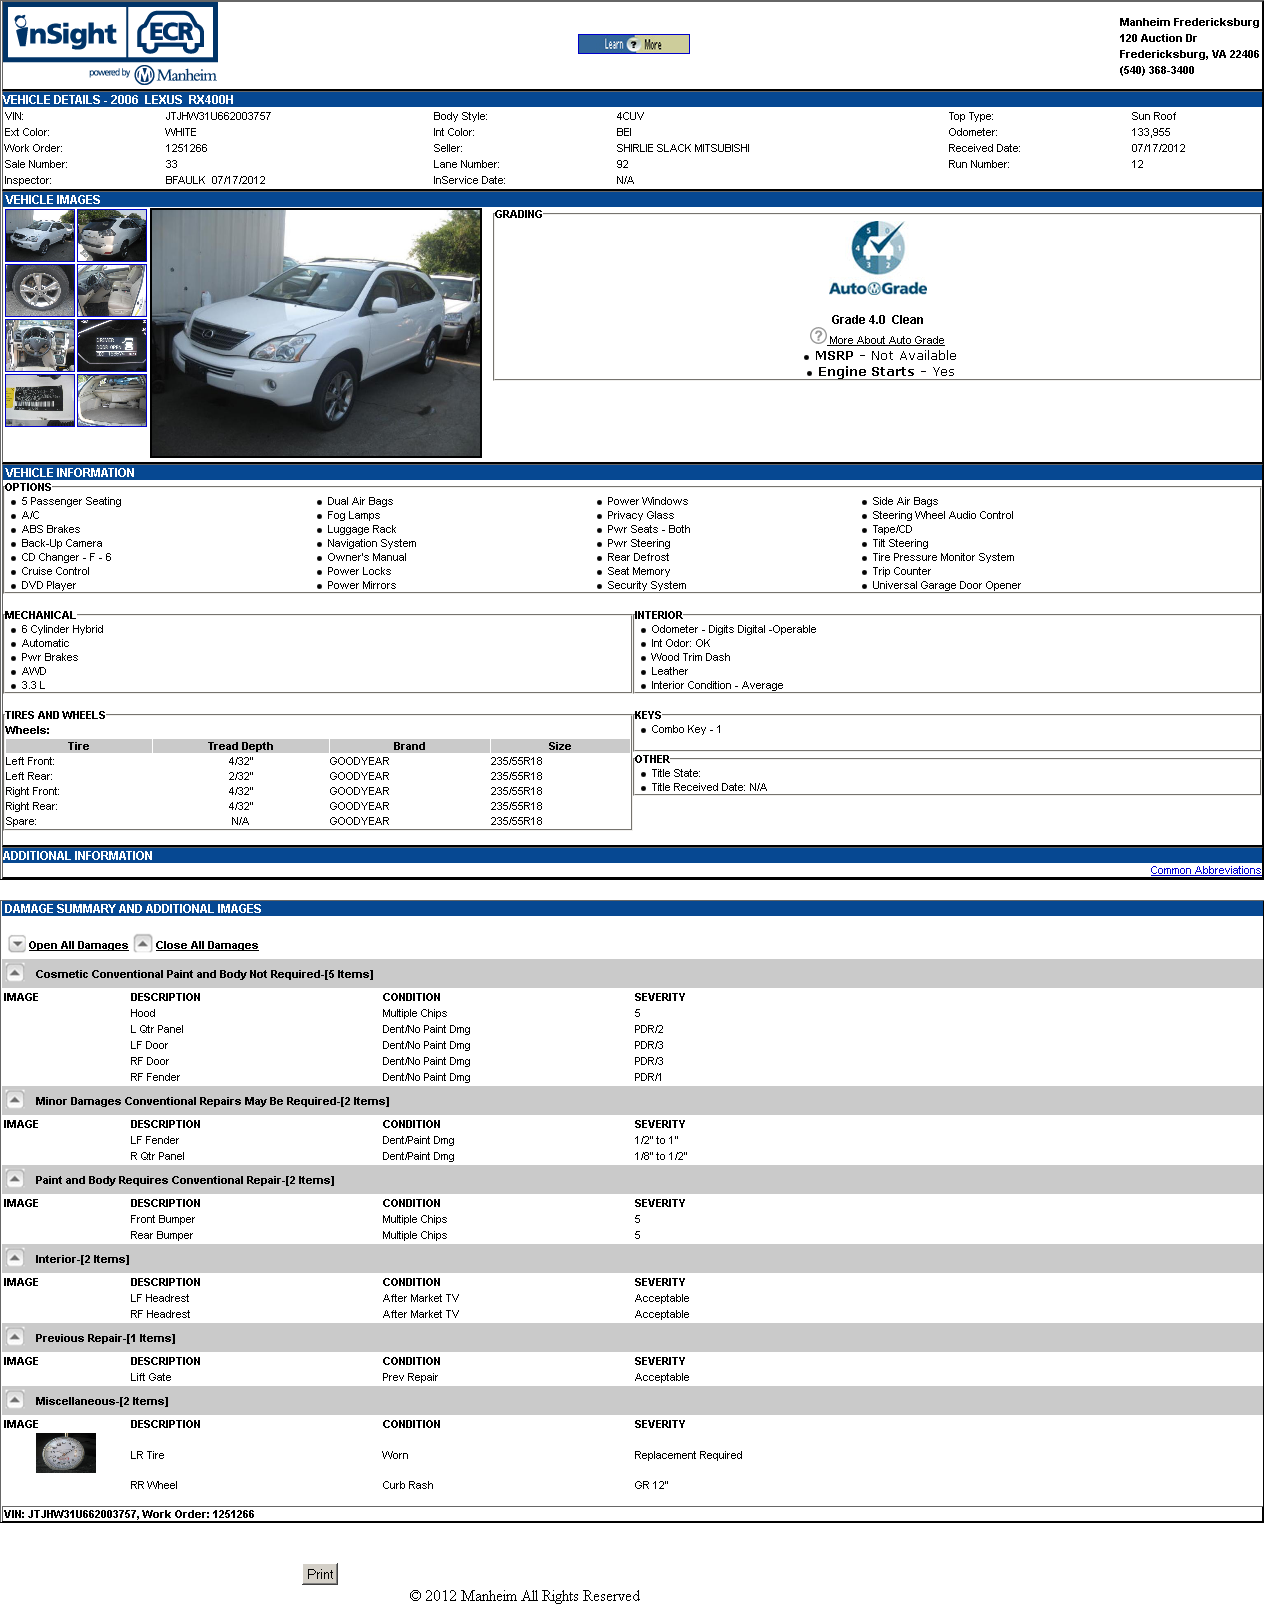 inSight ECR
powered by Manheim
Learn ? More
Manheim Fredericksburg
120 Auction Dr
Fredericksburg, VA 22406
(540) 368-3400
VEHICLE DETAILS - 2006 LEXUS RX400H
VIN: JTJHW31U662003757 Body Style: 4CUV Top Type: Sun Roof
Ext Color: WHITE Int Color: BEI Odometer: 133,955
Work Order: 1251266 Seller: SHIRLIE SLACK MITSUBISHI Received Date: 07/17/2012
Sale Number: 33 Lane Number: 92 Run Number: 12
Inspector: BFAULK 07/17/2012 InService Date: N/A
VEHICLE IMAGES
GRADING
5 0 1 4 3 2
AutoGrade
Grade 4.0 Clean
? More About Auto Grade
• MSRP - Not Available
• Engine Starts - Yes
DRIVER
DOOR OPEN
VEHICLE INFORMATION
OPTIONS
• 5 Passenger Seating • Dual Air Bags • Power Windows • Side Air Bags
• A/C • Fog Lamps • Privacy Glass • Steering Wheel Audio Control
• ABS Brakes • Luggage Rack • Pwr Seats - Both • Tape/CD
• Back-Up Camera • Navigation System • Pwr Steering • Tilt Steering
• CD Changer - F - 6 • Owner's Manual • Rear Defrost • Tire Pressure Monitor System
• Cruise Control • Power Locks • Seat Memory • Trip Counter
• DVD Player • Power Mirrors • Security System • Universal Garage Door Opener
MECHANICAL
• 6 Cylinder Hybrid
• Automatic
• Pwr Brakes
• AWD
• 3.3 L
INTERIOR
• Odometer - Digits Digital -Operable
• Int Odor: OK
• Wood Trim Dash
• Leather
• Interior Condition - Average
TIRES AND WHEELS
Wheels:
Tire Tread Depth Brand Size
Left Front: 4/32" GOODYEAR 235/55R18
Left Rear: 2/32" GOODYEAR 235/55R18
Right Front: 4/32" GOODYEAR 235/55R18
Right Rear: 4/32" GOODYEAR 235/55R18
Spare: N/A GOODYEAR 235/55R18
KEYS
• Combo Key - 1
OTHER
• Title State:
• Title Received Date: N/A
ADDITIONAL INFORMATION
Common Abbreviations
DAMAGE SUMMARY AND ADDITIONAL IMAGES
Open All Damages Close All Damages
Cosmetic Conventional Paint and Body Not Required-[5 Items]
IMAGE DESCRIPTION CONDITION SEVERITY
Hood Multiple Chips 5
L Qtr Panel Dent/No Paint Dmg PDR/2
LF Door Dent/No Paint Dmg PDR/3
RF Door Dent/No Paint Dmg PDR/3
RF Fender Dent/No Paint Dmg PDR/1
Minor Damages Conventional Repairs May Be Required-[2 Items]
IMAGE DESCRIPTION CONDITION SEVERITY
LF Fender Dent/Paint Dmg 1/2" to 1"
R Qtr Panel Dent/Paint Dmg 1/8" to 1/2"
Paint and Body Requires Conventional Repair-[2 Items]
IMAGE DESCRIPTION CONDITION SEVERITY
Front Bumper Multiple Chips 5
Rear Bumper Multiple Chips 5
Interior-[2 Items]
IMAGE DESCRIPTION CONDITION SEVERITY
LF Headrest After Market TV Acceptable
RF Headrest After Market TV Acceptable
Previous Repair-[1 Items]
IMAGE DESCRIPTION CONDITION SEVERITY
Lift Gate Prev Repair Acceptable
Miscellaneous-[2 Items]
IMAGE DESCRIPTION CONDITION SEVERITY
LR Tire Worn Replacement Required
RR Wheel Curb Rash GR 12"
VIN: JTJHW31U662003757, Work Order: 1251266
Print
© 2012 Manheim All Rights Reserved